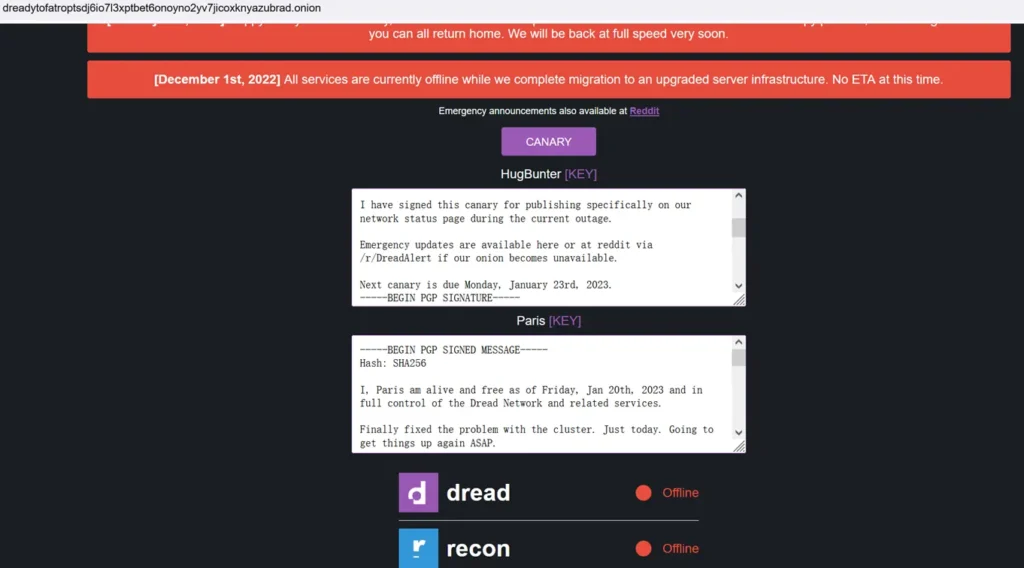 dreadytofatroptsdj6io7l3xptbet6onoyno2yv7jicoxknyazubrad.onion
you can all return home. We will be back at full speed very soon.
[December 1st, 2022] All services are currently offline while we complete migration to an upgraded server infrastructure. No ETA at this time.
Emergency announcements also available at Reddit
CANARY
HugBunter [KEY]
I have signed this canary for publishing specifically on our
network status page during the current outage.
Emergency updates are available here or at reddit via
/r/DreadAlert if our onion becomes unavailable.
Next canary is due Monday, January 23rd, 2023.
-----BEGIN PGP SIGNATURE-----
Paris [KEY]
-----BEGIN PGP SIGNED MESSAGE-----
Hash: SHA256
I, Paris am alive and free as of Friday, Jan 20th, 2023 and in
full control of the Dread Network and related services.
Finally fixed the problem with the cluster. Just today. Going to
get things up again ASAP.
d dread Offline
r recon Offline